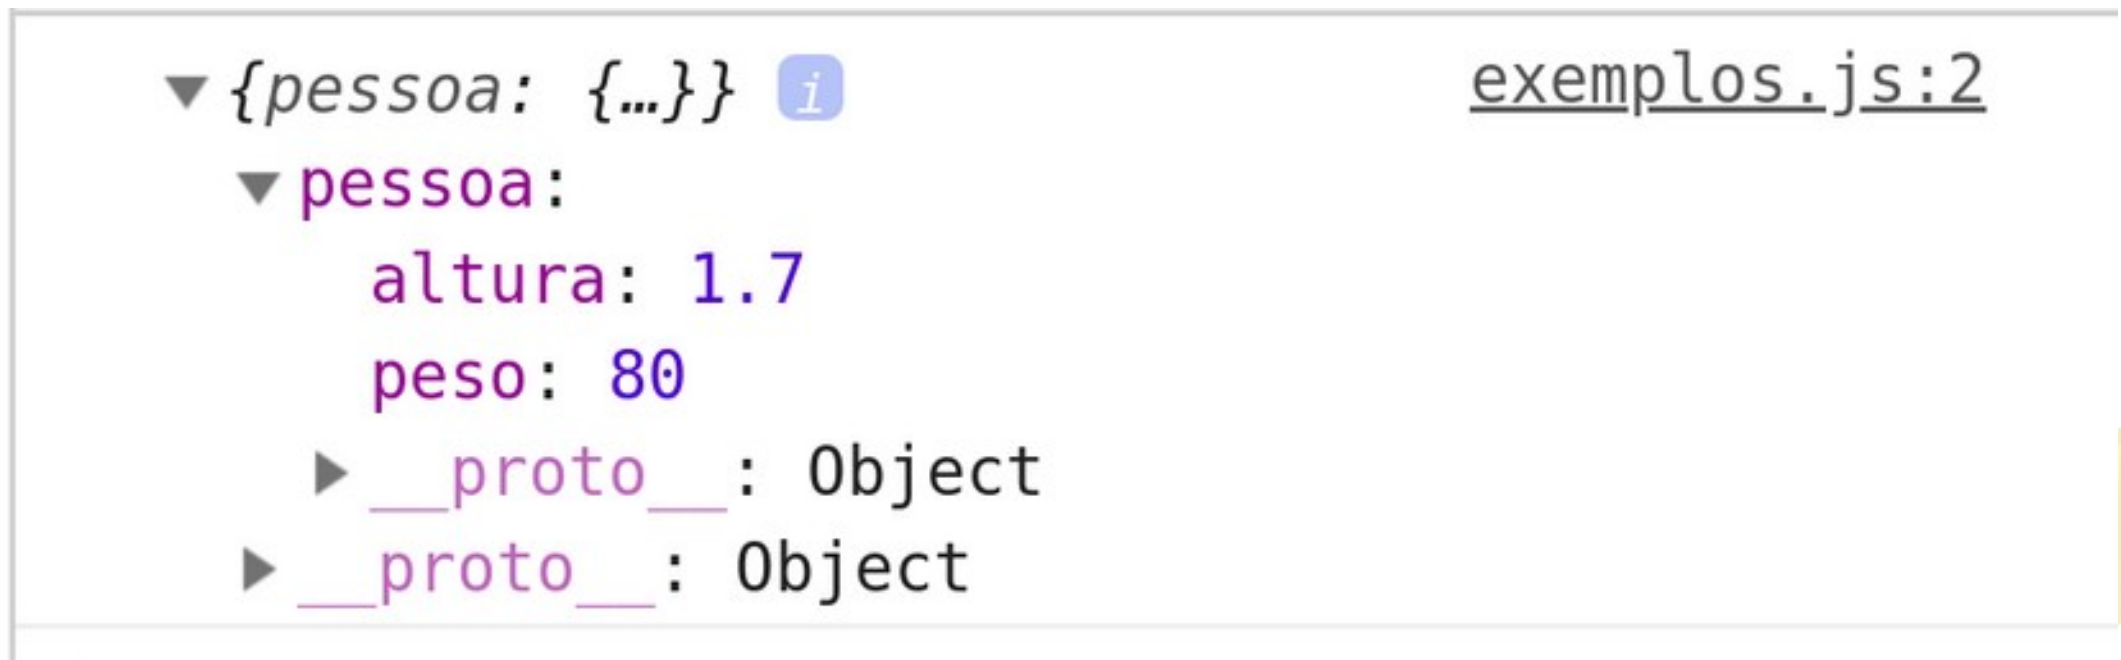 {pessoa: {…}} i exemplos.js:2
pessoa:
altura: 1.7
peso: 80
__proto__: Object
__proto__: Object